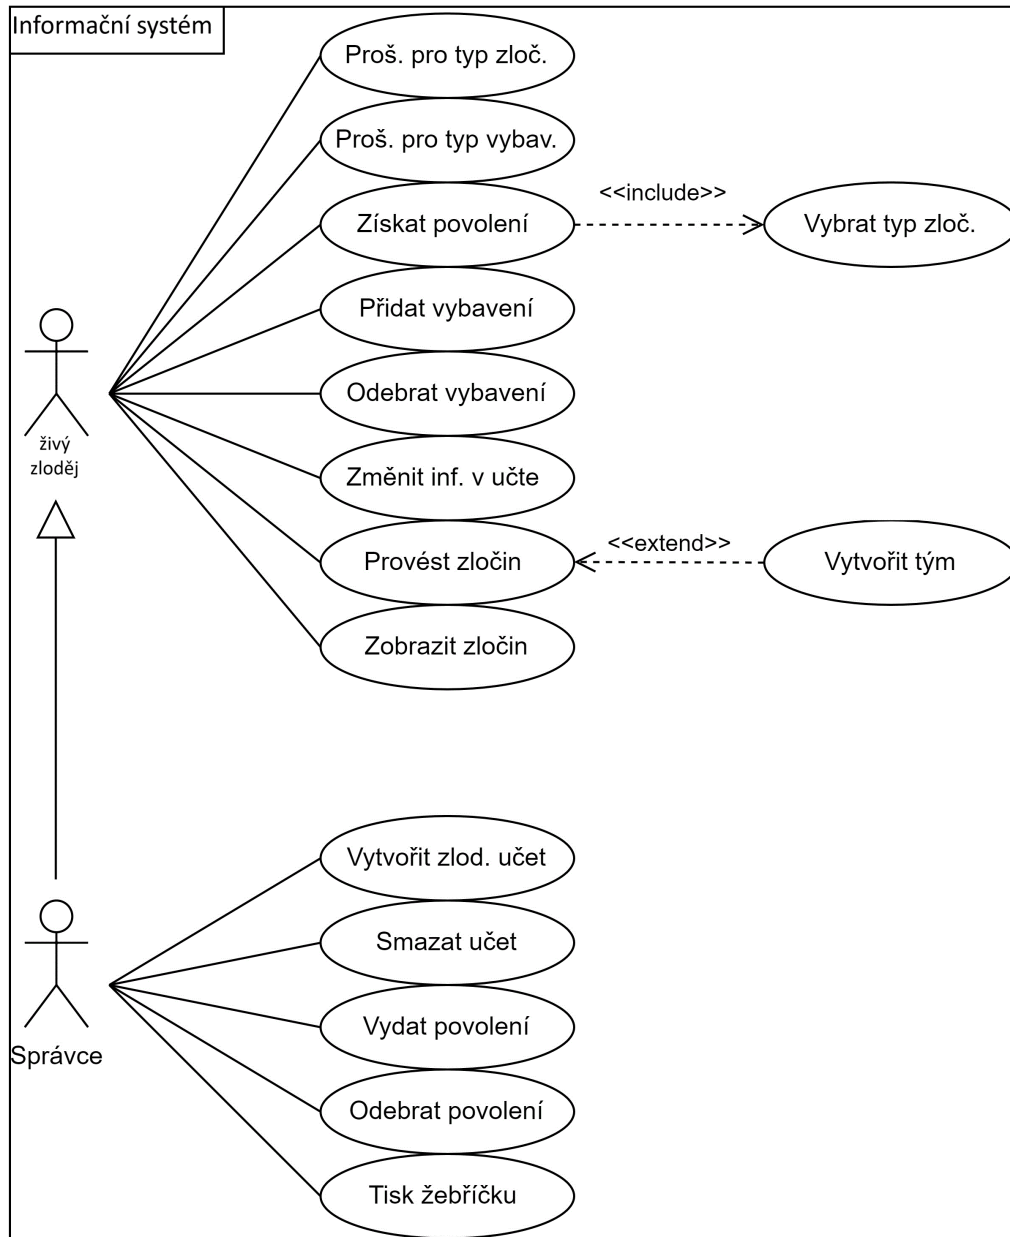 Informační systém
Proš. pro typ zloč.
Proš. pro typ vybav.
<<include>>
Získat povolení
Vybrat typ zloč.
Přidat vybavení
Odebrat vybavení
živý
zloděj
Změnit inf. v učte
<<extend>>
Provést zločin
Vytvořit tým
Zobrazit zločin
Vytvořit zlod. učet
Smazat učet
Vydat povolení
Správce
Odebrat povolení
Tisk žebříčku